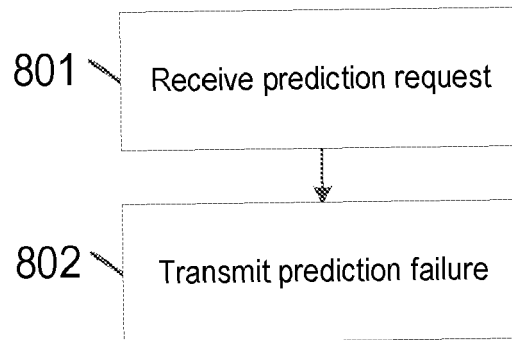 801
Receive prediction request
802
Transmit prediction failure